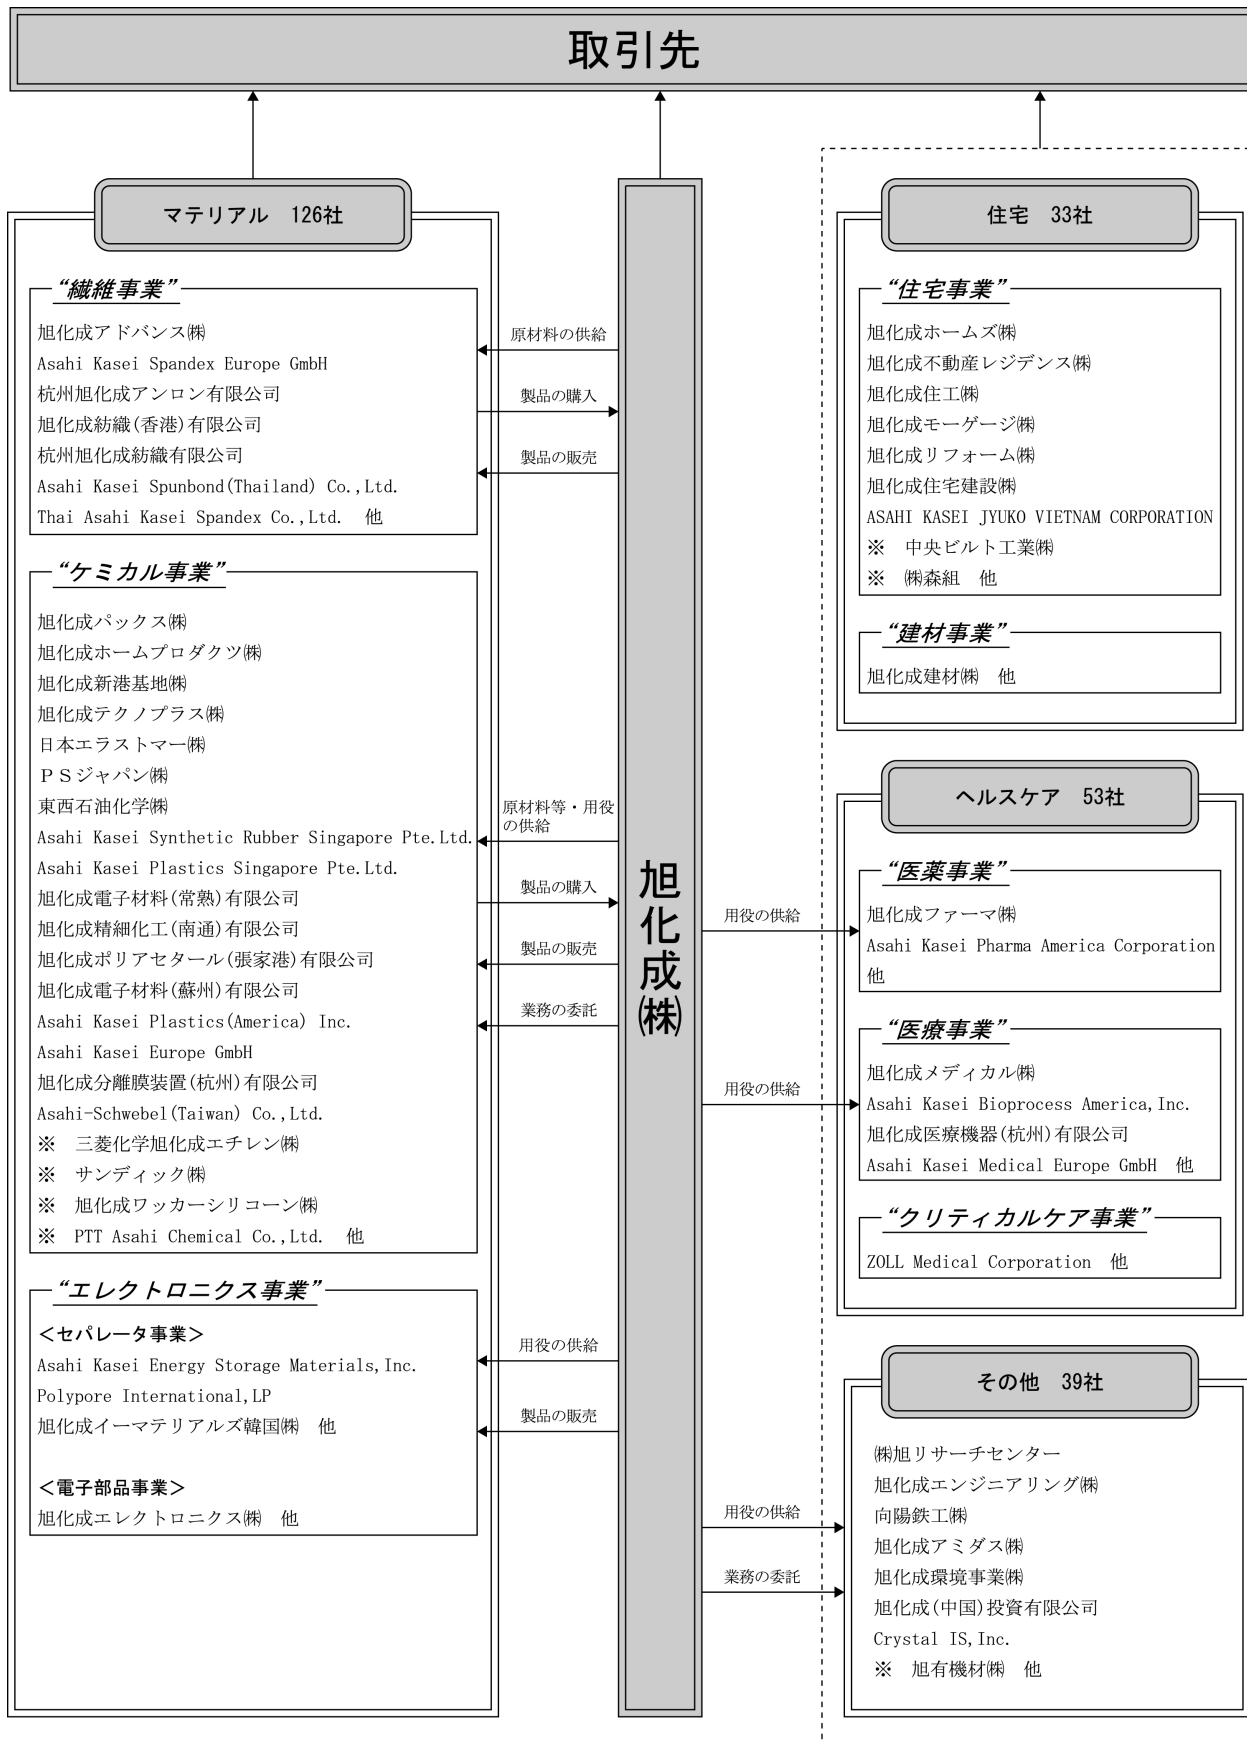 取引先
マテリアル 126社
“繊維事業”
旭化成アドバンス㈱
Asahi Kasei Spandex Europe GmbH
杭州旭化成アンロン有限公司
旭化成紡織(香港)有限公司
杭州旭化成紡織有限公司
Asahi Kasei Spunbond(Thailand) Co.,Ltd.
Thai Asahi Kasei Spandex Co.,Ltd. 他
“ケミカル事業”
旭化成パックス㈱
旭化成ホームプロダクツ㈱
旭化成新港基地㈱
旭化成テクノプラス㈱
日本エラストマー㈱
ＰＳジャパン㈱
東西石油化学㈱
Asahi Kasei Synthetic Rubber Singapore Pte.Ltd.
Asahi Kasei Plastics Singapore Pte.Ltd.
旭化成電子材料(常熟)有限公司
旭化成精細化工(南通)有限公司
旭化成ポリアセタール(張家港)有限公司
旭化成電子材料(蘇州)有限公司
Asahi Kasei Plastics(America) Inc.
Asahi Kasei Europe GmbH
旭化成分離膜装置(杭州)有限公司
Asahi-Schwebel(Taiwan) Co.,Ltd.
※ 三菱化学旭化成エチレン㈱
※ サンディック㈱
※ 旭化成ワッカーシリコーン㈱
※ PTT Asahi Chemical Co.,Ltd. 他
“エレクトロニクス事業”
＜セパレータ事業＞
Asahi Kasei Energy Storage Materials,Inc.
Polypore International,LP
旭化成イーマテリアルズ韓国㈱ 他
＜電子部品事業＞
旭化成エレクトロニクス㈱ 他
原材料の供給
製品の購入
製品の販売
原材料等・用役
の供給
製品の購入
製品の販売
業務の委託
用役の供給
製品の販売
旭化成㈱
用役の供給
用役の供給
用役の供給
業務の委託
住宅 33社
“住宅事業”
旭化成ホームズ㈱
旭化成不動産レジデンス㈱
旭化成住工㈱
旭化成モーゲージ㈱
旭化成リフォーム㈱
旭化成住宅建設㈱
ASAHI KASEI JYUKO VIETNAM CORPORATION
※ 中央ビルト工業㈱
※ ㈱森組 他
“建材事業”
旭化成建材㈱ 他
ヘルスケア 53社
“医薬事業”
旭化成ファーマ㈱
Asahi Kasei Pharma America Corporation
他
“医療事業”
旭化成メディカル㈱
Asahi Kasei Bioprocess America,Inc.
旭化成医療機器(杭州)有限公司
Asahi Kasei Medical Europe GmbH 他
“クリティカルケア事業”
ZOLL Medical Corporation 他
その他 39社
㈱旭リサーチセンター
旭化成エンジニアリング㈱
向陽鉄工㈱
旭化成アミダス㈱
旭化成環境事業㈱
旭化成(中国)投資有限公司
Crystal IS,Inc.
※ 旭有機材㈱ 他